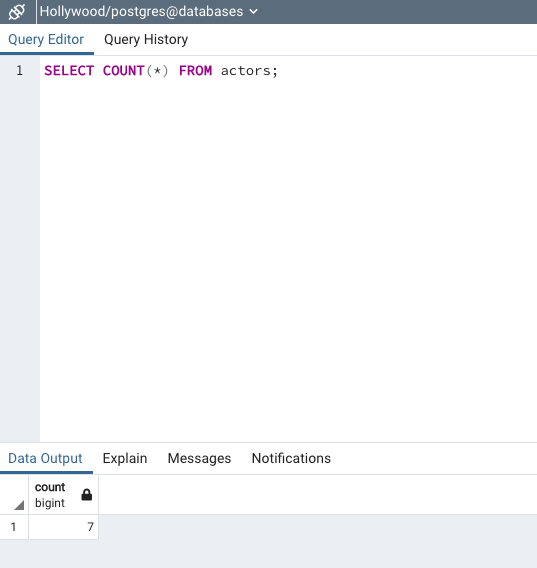 Hollywood/postgres@databases
Query Editor Query History
1 SELECT COUNT(*) FROM actors;
Data Output Explain Messages Notifications
count
bigint
1 7